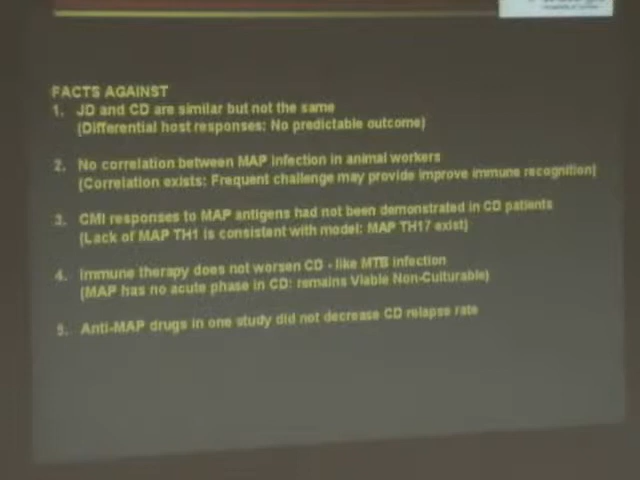 FACTS AGAINST
1. JD and CD are similar but not the same
(Differential host responses: No predictable outcome)
2. No correlation between MAP infection in animal workers
(Correlation exists: Frequent challenge may provide improve immune recognition)
3. CMI responses to MAP antigens had not been demonstrated in CD patients
(Lack of MAP TH1 is consistent with model: MAP TH17 exist)
4. Immune therapy does not worsen CD - like MTB infection
(MAP has no acute phase in CD: remains Viable Non-Culturable)
5. Anti-MAP drugs in one study did not decrease CD relapse rate